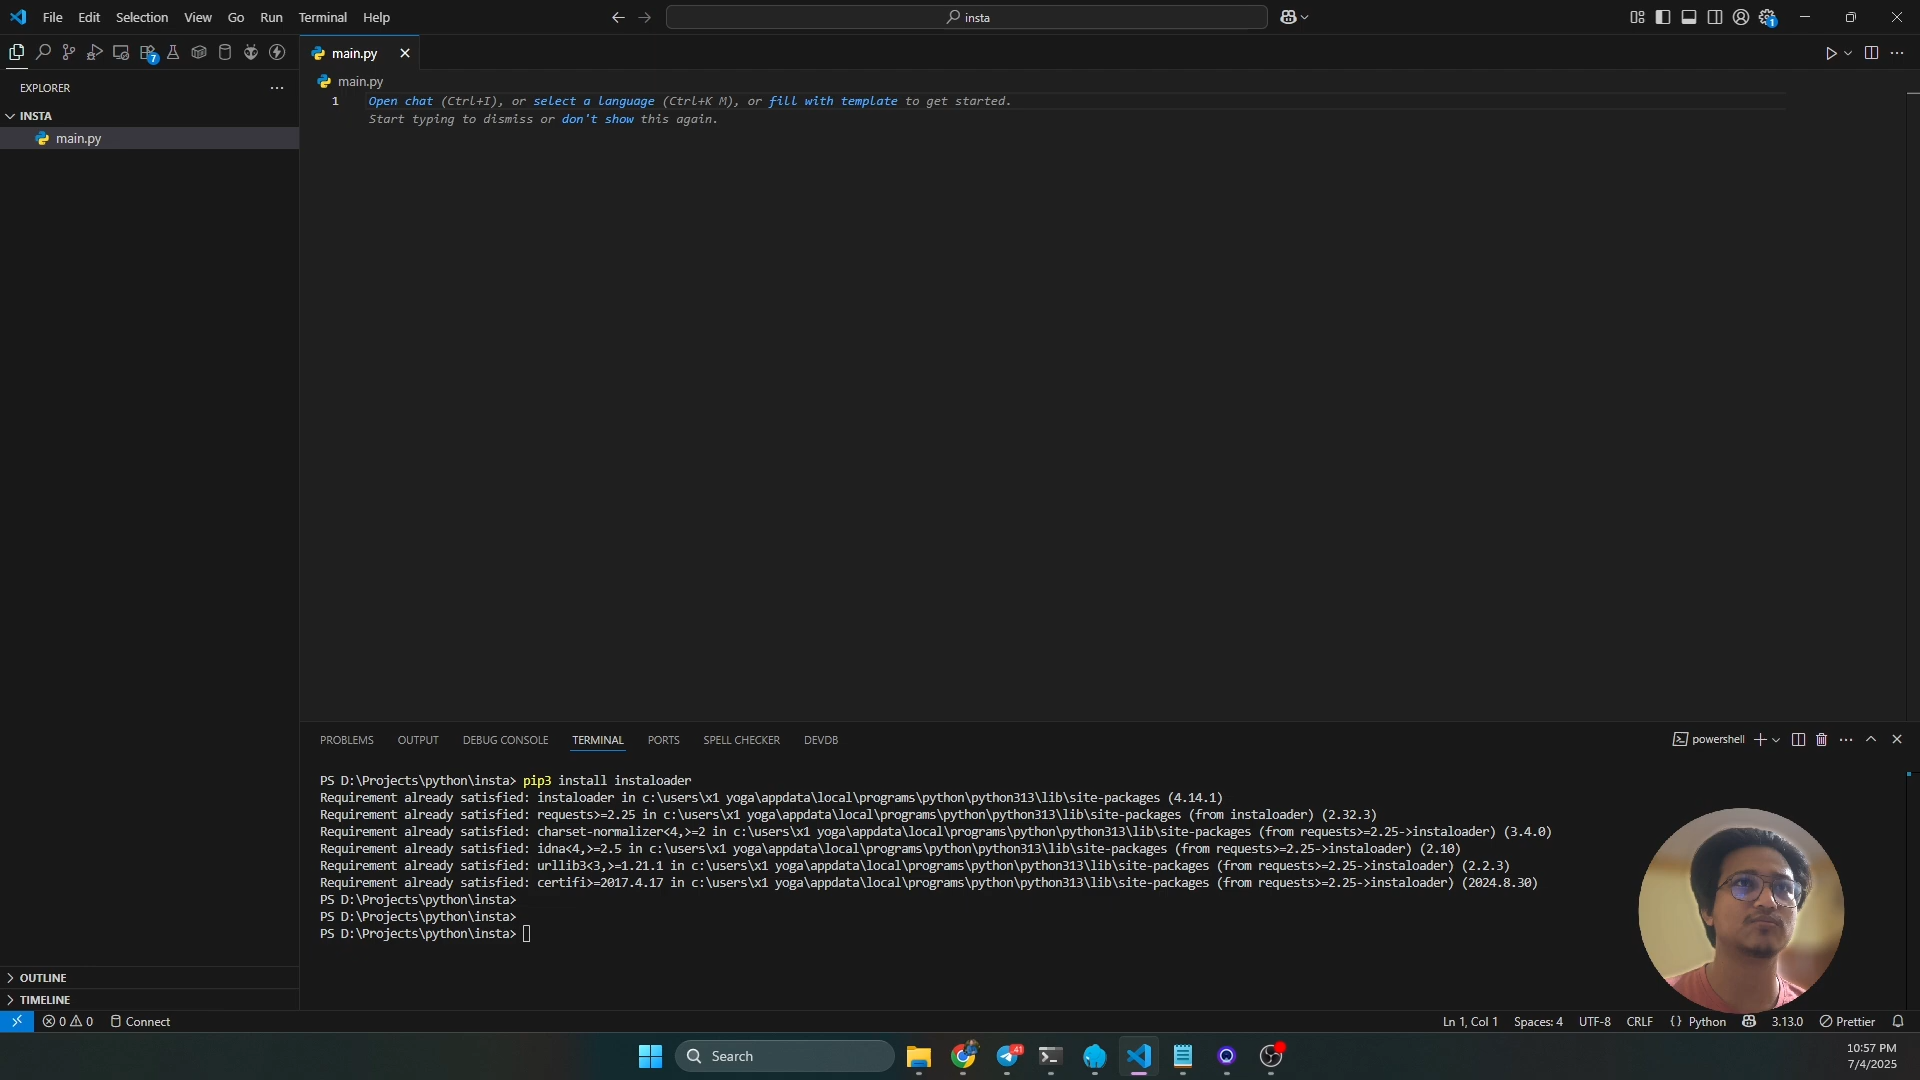 File Edit Selection View Go Run Terminal Help
insta
1
7
EXPLORER
INSTA
main.py
main.py
main.py
1 Open chat (Ctrl+I), or select a language (Ctrl+K M), or fill with template to get started.
Start typing to dismiss or don't show this again.
PROBLEMS OUTPUT DEBUG CONSOLE TERMINAL PORTS SPELL CHECKER DEVDB
powershell
PS D:\Projects\python\insta> pip3 install instaloader
Requirement already satisfied: instaloader in c:\users\x1 yoga\appdata\local\programs\python\python313\lib\site-packages (4.14.1)
Requirement already satisfied: requests>=2.25 in c:\users\x1 yoga\appdata\local\programs\python\python313\lib\site-packages (from instaloader) (2.32.3)
Requirement already satisfied: charset-normalizer<4,>=2 in c:\users\x1 yoga\appdata\local\programs\python\python313\lib\site-packages (from requests>=2.25->instaloader) (3.4.0)
Requirement already satisfied: idna<4,>=2.5 in c:\users\x1 yoga\appdata\local\programs\python\python313\lib\site-packages (from requests>=2.25->instaloader) (2.10)
Requirement already satisfied: urllib3<3,>=1.21.1 in c:\users\x1 yoga\appdata\local\programs\python\python313\lib\site-packages (from requests>=2.25->instaloader) (2.2.3)
Requirement already satisfied: certifi>=2017.4.17 in c:\users\x1 yoga\appdata\local\programs\python\python313\lib\site-packages (from requests>=2.25->instaloader) (2024.8.30)
PS D:\Projects\python\insta>
PS D:\Projects\python\insta>
PS D:\Projects\python\insta>
OUTLINE
TIMELINE
0 0 Connect
Ln 1, Col 1 Spaces: 4 UTF-8 CRLF {} Python 3.13.0 Prettier
Search
41
10:57 PM
7/4/2025